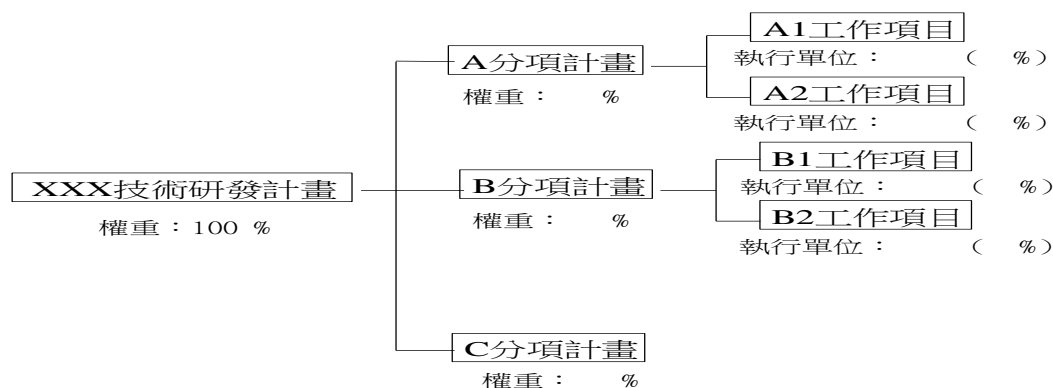 A1工作項目
A分項計畫
執行單位： （ %）
權重： %
A2工作項目
執行單位： （ %）
B1工作項目
XXX技術研發計畫
B分項計畫
執行單位： （ %）
權重：100 %
權重： %
B2工作項目
執行單位： （ %）
C分項計畫
權重： %